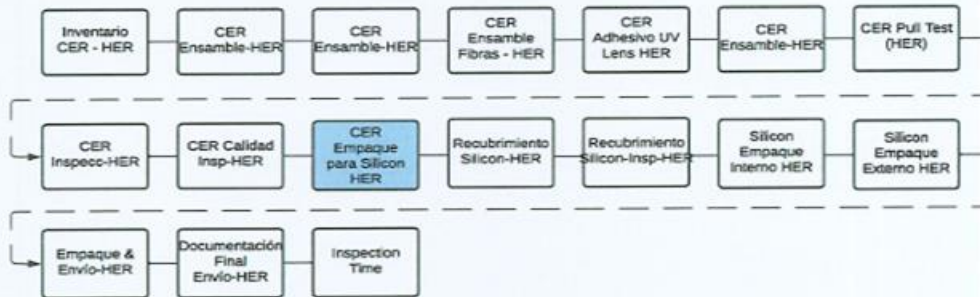 Inventario
CER - HER
CER
Ensamble-HER
CER
Ensamble-HER
CER
Ensamble
Fibras - HER
CER
Adhesivo UV
Lens HER
CER
Ensamble-HER
CER Pull Test
(HER)
CER
Inspecc-HER
CER Calidad
Insp-HER
CER
Empaque
para Silicon
HER
Recubrimiento
Silicon-HER
Recubrimiento
Silicon-Insp-HER
Silicon
Empaque
Interno HER
Silicon
Empaque
Externo HER
Empaque &
Envío-HER
Documentación
Final
Envío-HER
Inspection
Time